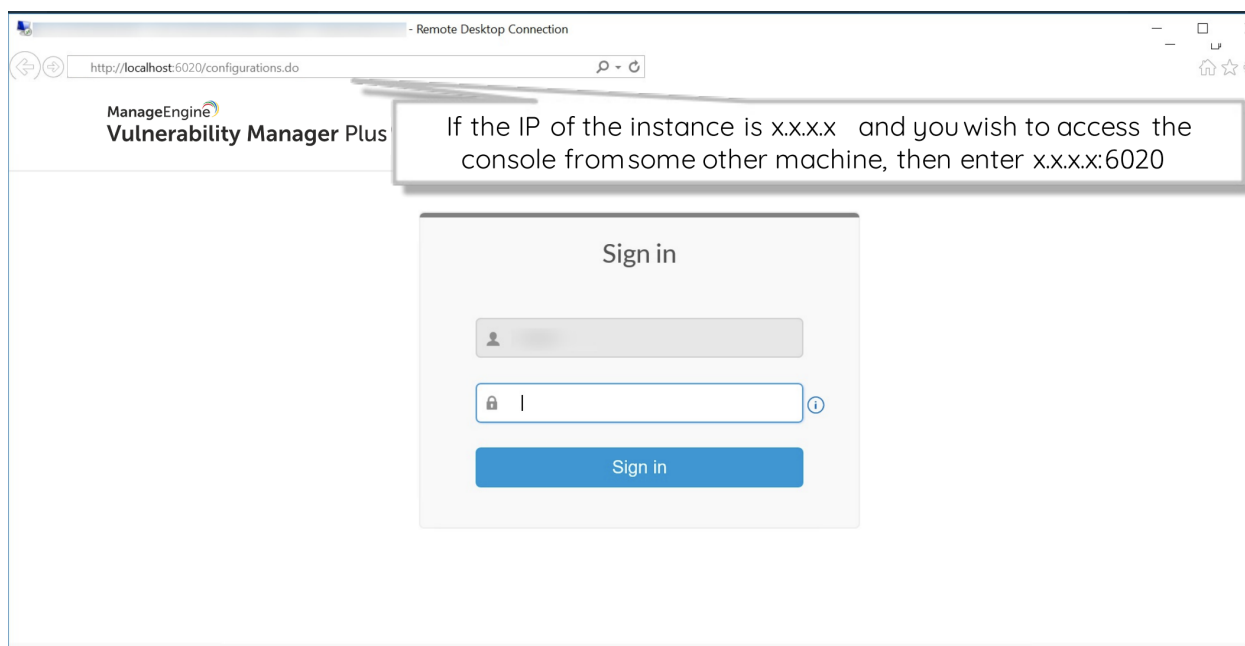 - Remote Desktop Connection
http://localhost:6020/configurations.do
ManageEngine
Vulnerability Manager Plus
If the IP of the instance is x.x.x.x and you wish to access the
console from some other machine, then enter x.x.x.x:6020
Sign in
Sign in